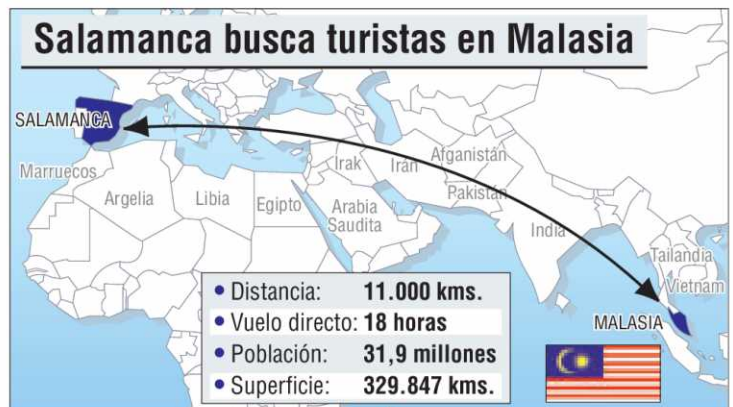 Salamanca busca turistas en Malasia
SALAMANCA
Marruecos
Argelia
Libia
Egipto
Arabia
Saudita
Irak
Irán
Afganistán
Pakistán
India
Tailandia
Vietnam
MALASIA
• Distancia: 11.000 kms.
• Vuelo directo: 18 horas
• Población: 31,9 millones
• Superficie: 329.847 kms.